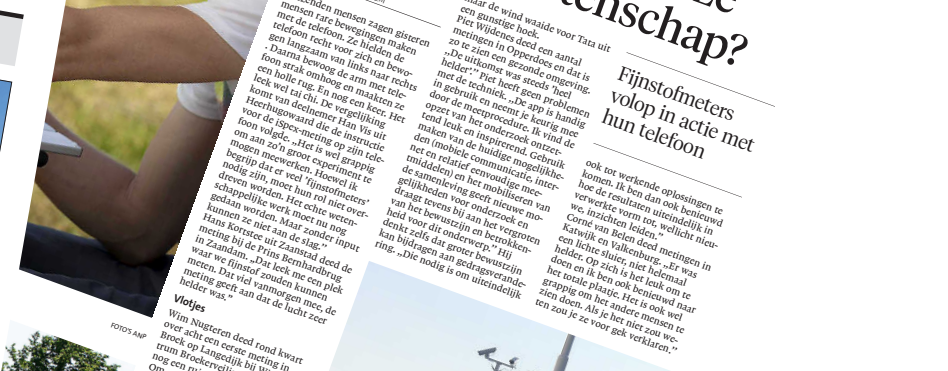 tenschap?
Fijnstofmeters
volop in actie met
hun telefoon
zenden mensen zagen gisteren
mensen rare bewegingen maken
met de telefoon. Ze hielden de
telefoon recht voor zich en bewo-
gen langzaam van links naar rechts
. Daarna bewoog de arm met tele-
foon strak omhoog en maakten ze
een holle rug. En nog een keer. Het
leek wel tai chi. De vergelijking
komt van deelnemer Han Vis uit
Heerhugowaard die de instructie
voor de iSpex-meting op zijn tele-
foon volgde. „Het is wel grappig
om aan zo’n groot experiment te
mogen meewerken. Hoewel ik
begrijp dat er veel ’fijnstofmeters’
nodig zijn, moet hun rol niet over-
dreven worden. Het echte weten-
schappelijke werk moet nu nog
gedaan worden. Maar zonder input
kunnen ze niet aan de slag.”
Hans Kortstee uit Zaanstad deed de
meting bij de Prins Bernhardbrug
in Zaandam. „Dat leek me een plek
waar we fijnstof zouden kunnen
meten. Dat viel vanmorgen mee, de
meting geeft aan dat de lucht zeer
helder was.”
Vlotjes
Wim Nugteren deed rond kwart
over acht een eerste meting in
Broek op Langedijk bij
trum
nog een
maar de wind waaide voor Tata uit
een gunstige hoek.
Piet Wijdenes deed een aantal
metingen in Opperdoes en dat is
zo te zien een gezonde omgeving.
„De uitkomst was steeds ’heel
helder’.” Piet heeft geen problemen
met de techniek. „De app is handig
in gebruik en neemt je keurig mee
door de meetprocedure. Ik vind de
opzet van het onderzoek ontzet-
tend leuk en inspirerend. Gebruik
maken van de huidige mogelijkhe-
den (mobiele communicatie, inter-
net en relatief eenvoudige mee-
tmiddelen) en het mobiliseren van
de samenleving geeft nieuwe mo-
gelijkheden voor onderzoek en
draagt tevens bij aan het vergroten
van het bewustzijn en betrokken-
heid voor dit onderwerp.” Hij
denkt zelfs dat groter bewustzijn
kan bijdragen aan gedragsverande-
ring. „Die nodig is om uiteindelijk
ook tot werkende oplossingen te
komen. Ik ben dan ook benieuwd
hoe de resultaten uiteindelijk in
verwerkte vorm tot, wellicht nieu-
we, inzichten leiden.”
Corné van Belen deed metingen in
Katwijk en Valkenburg. „Er was
een lichte sluier, niet helemaal
helder. Op zich is het leuk om te
doen en ik ben ook benieuwd naar
het totale plaatje. Het is ook wel
grappig om het andere mensen te
zien doen. Als je het niet zou we-
ten zou je ze voor gek verklaren.”
FOTO'S ANP